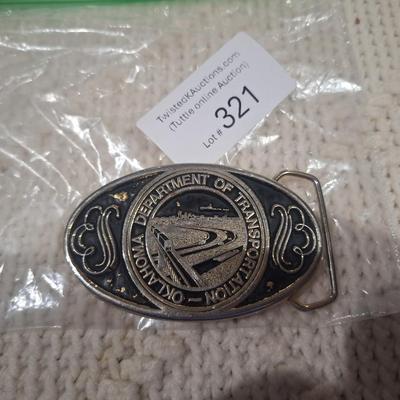 TwistedKAuctions.com
(Tuttle online Auction)
Lot # 321
OKLAHOMA DEPARTMENT OF TRANSPORTATION